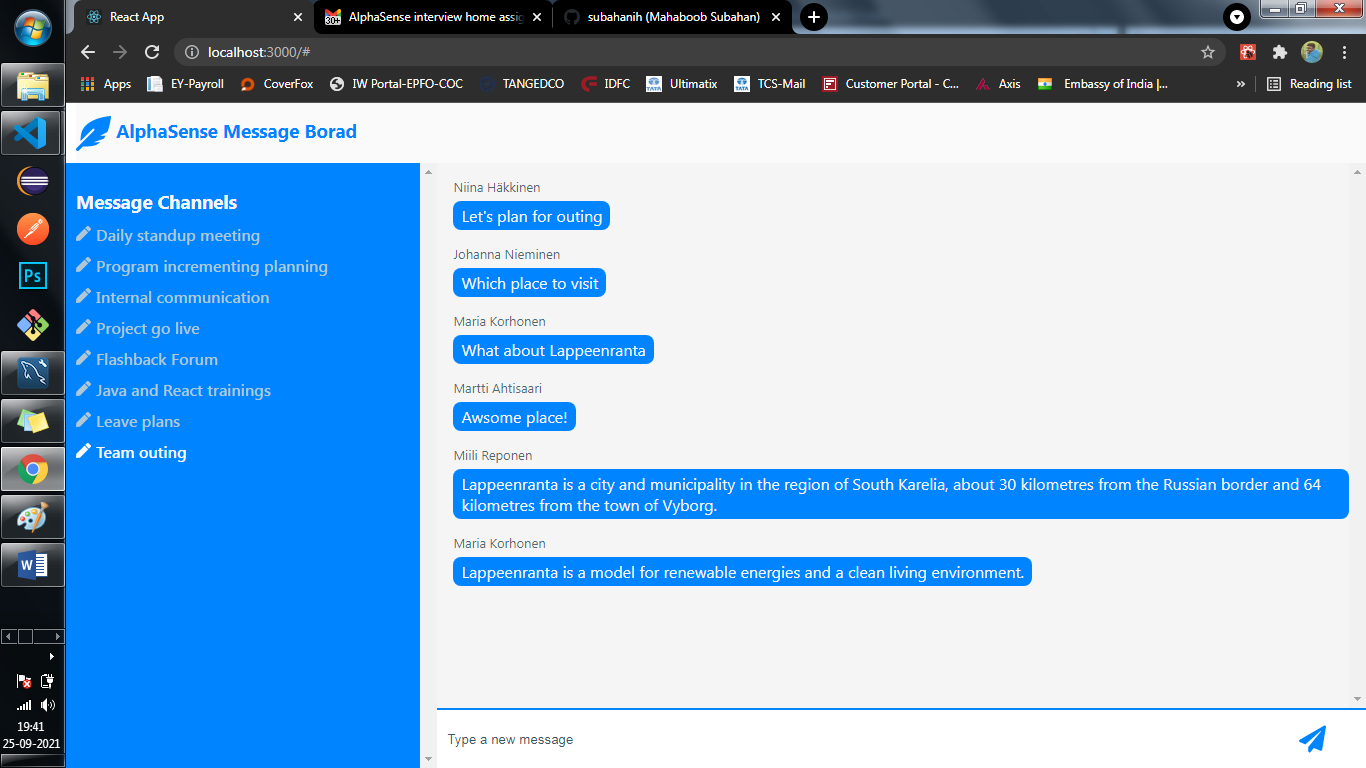 React App
AlphaSense interview home assig
subahanih (Mahaboob Subahan)
localhost:3000/#
Apps
EY-Payroll
CoverFox
IW Portal-EPFO-COC
TANGEDCO
IDFC
Ultimatix
TCS-Mail
Customer Portal - C...
Axis
Embassy of India |...
»
Reading list
AlphaSense Message Borad
Message Channels
Daily standup meeting
Program incrementing planning
Internal communication
Project go live
Flashback Forum
Java and React trainings
Leave plans
Team outing
Niina Häkkinen
Let's plan for outing
Johanna Nieminen
Which place to visit
Maria Korhonen
What about Lappeenranta
Martti Ahtisaari
Awsome place!
Miili Reponen
Lappeenranta is a city and municipality in the region of South Karelia, about 30 kilometres from the Russian border and 64
kilometres from the town of Vyborg.
Maria Korhonen
Lappeenranta is a model for renewable energies and a clean living environment.
Type a new message
30+
Ps
W
TATA
TATA
19:41
25-09-2021